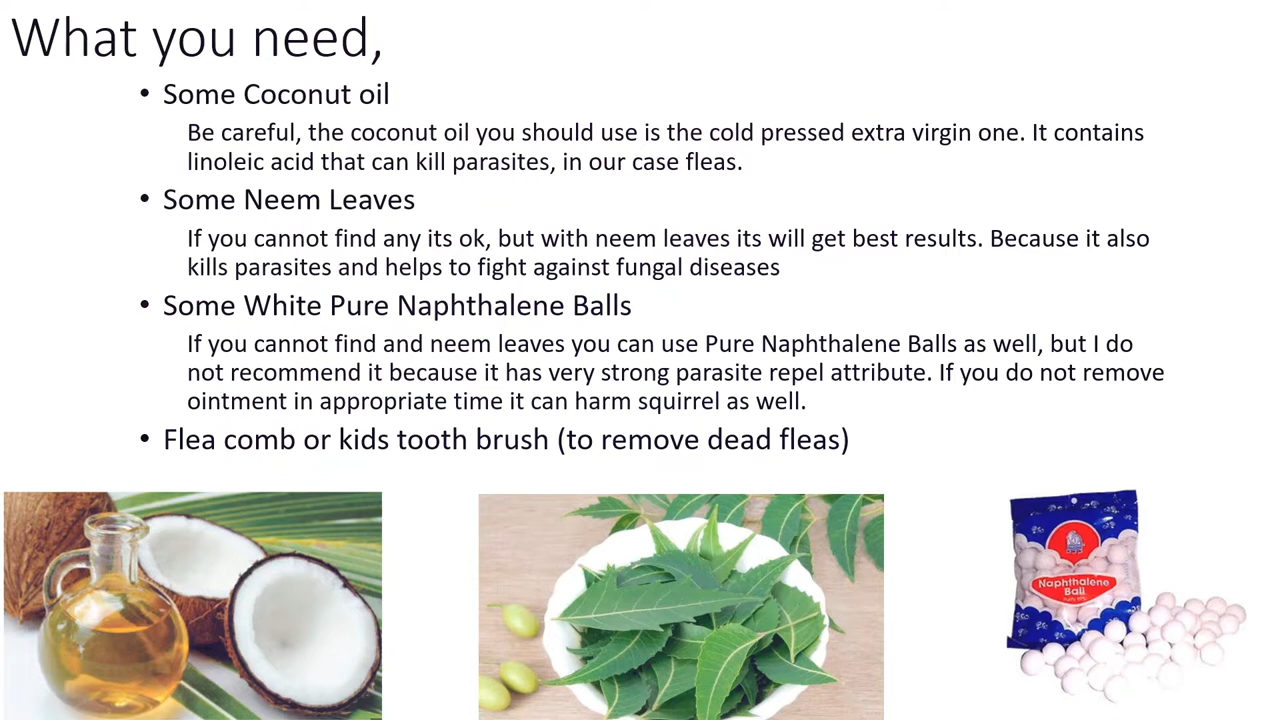 What you need,
• Some Coconut oil
Be careful, the coconut oil you should use is the cold pressed extra virgin one. It contains
linoleic acid that can kill parasites, in our case fleas.
• Some Neem Leaves
If you cannot find any its ok, but with neem leaves its will get best results. Because it also
kills parasites and helps to fight against fungal diseases
• Some White Pure Naphthalene Balls
If you cannot find and neem leaves you can use Pure Naphthalene Balls as well, but I do
not recommend it because it has very strong parasite repel attribute. If you do not remove
ointment in appropriate time it can harm squirrel as well.
• Flea comb or kids tooth brush (to remove dead fleas)
Naphthalene
Ball